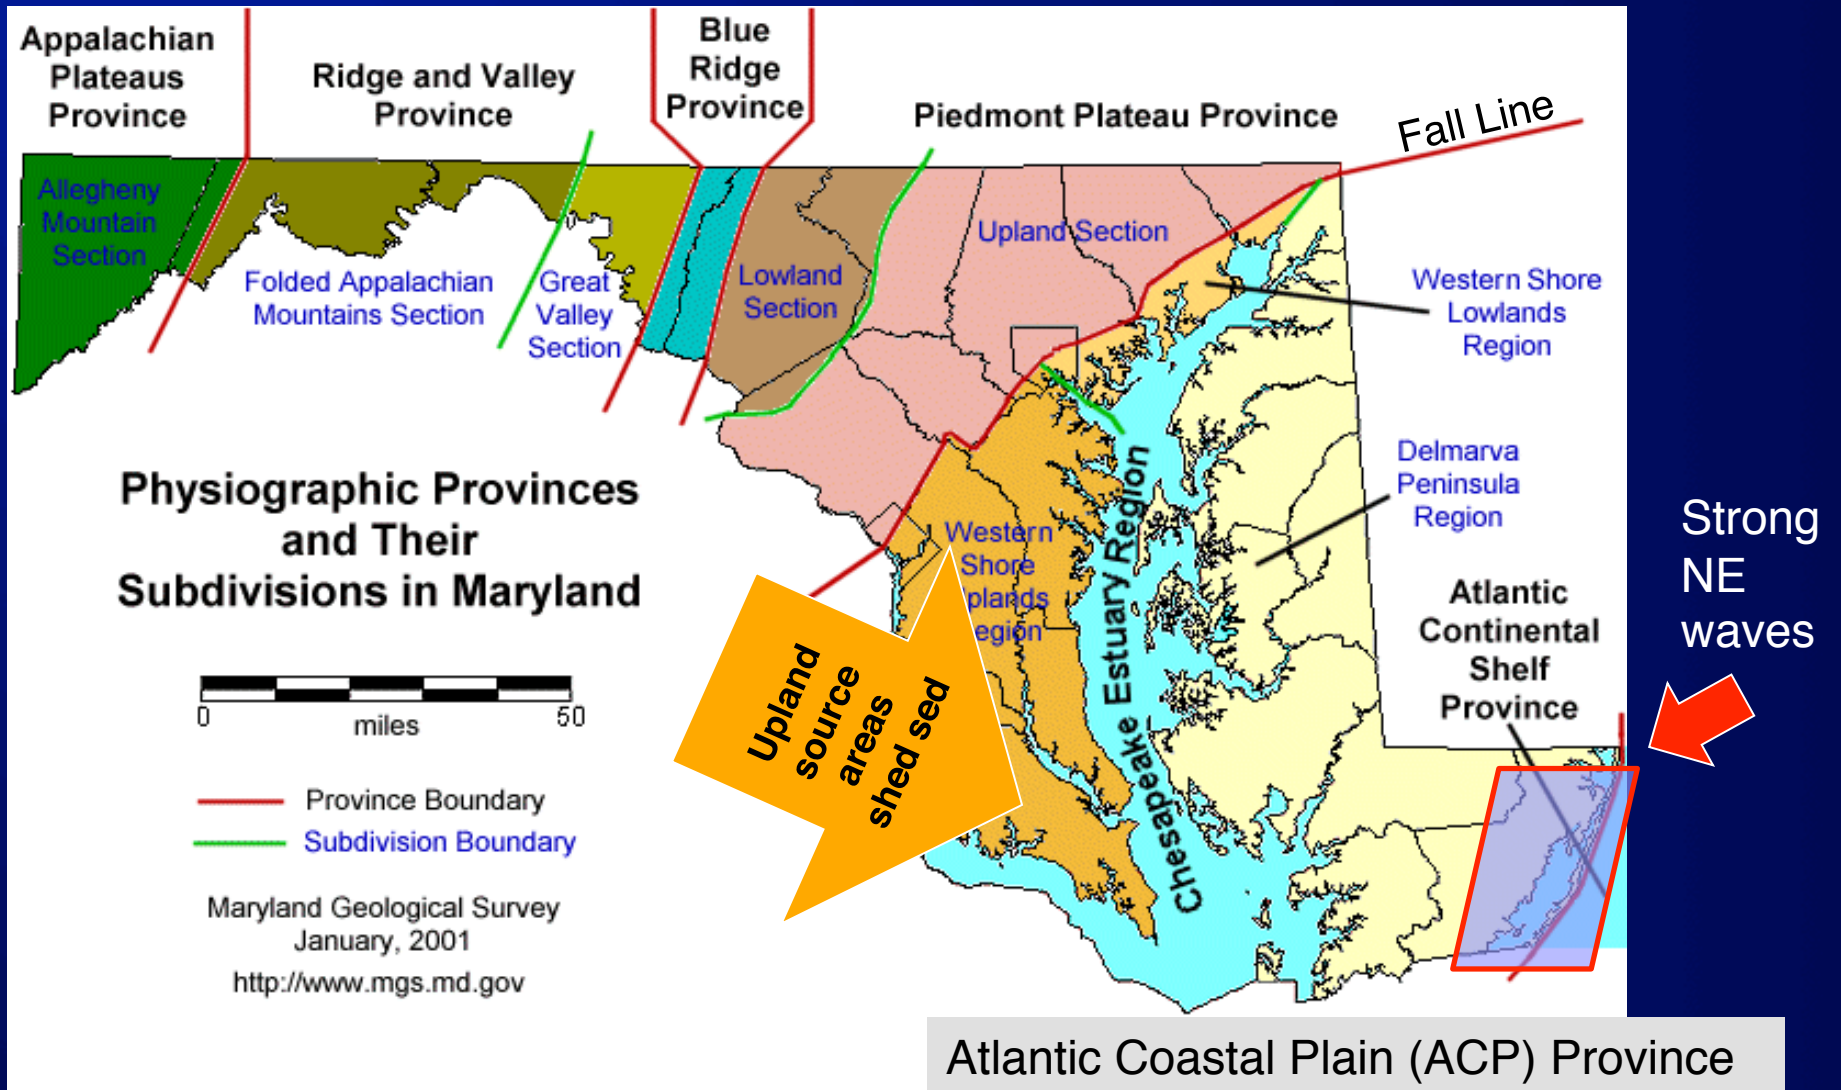 Appalachian
Plateaus
Province
Ridge and Valley
Province
Blue
Ridge
Province
Piedmont Plateau Province
Fall Line
Allegheny
Mountain
Section
Folded Appalachian
Mountains Section
Great
Valley
Section
Lowland
Section
Upland Section
Western Shore
Lowlands
Region
Delmarva
Peninsula
Region
Physiographic Provinces
and Their
Subdivisions in Maryland
Western
Shore
plands
egion
Chesapeake Estuary Region
Atlantic
Continental
Shelf
Province
Strong
NE
waves
Upland
source
areas
shed sed
0 50
miles
Province Boundary
Subdivision Boundary
Maryland Geological Survey
January, 2001
http://www.mgs.md.gov
Atlantic Coastal Plain (ACP) Province